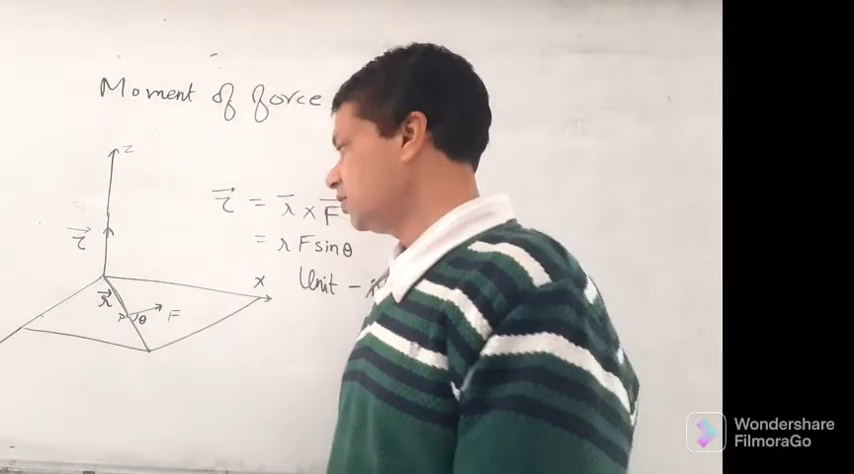 Moment of force
z
τ⃗ = r⃗ × F⃗
τ⃗
= r F sinθ
x
Unit -
r⃗
P θ F
Wondershare
FilmoraGo